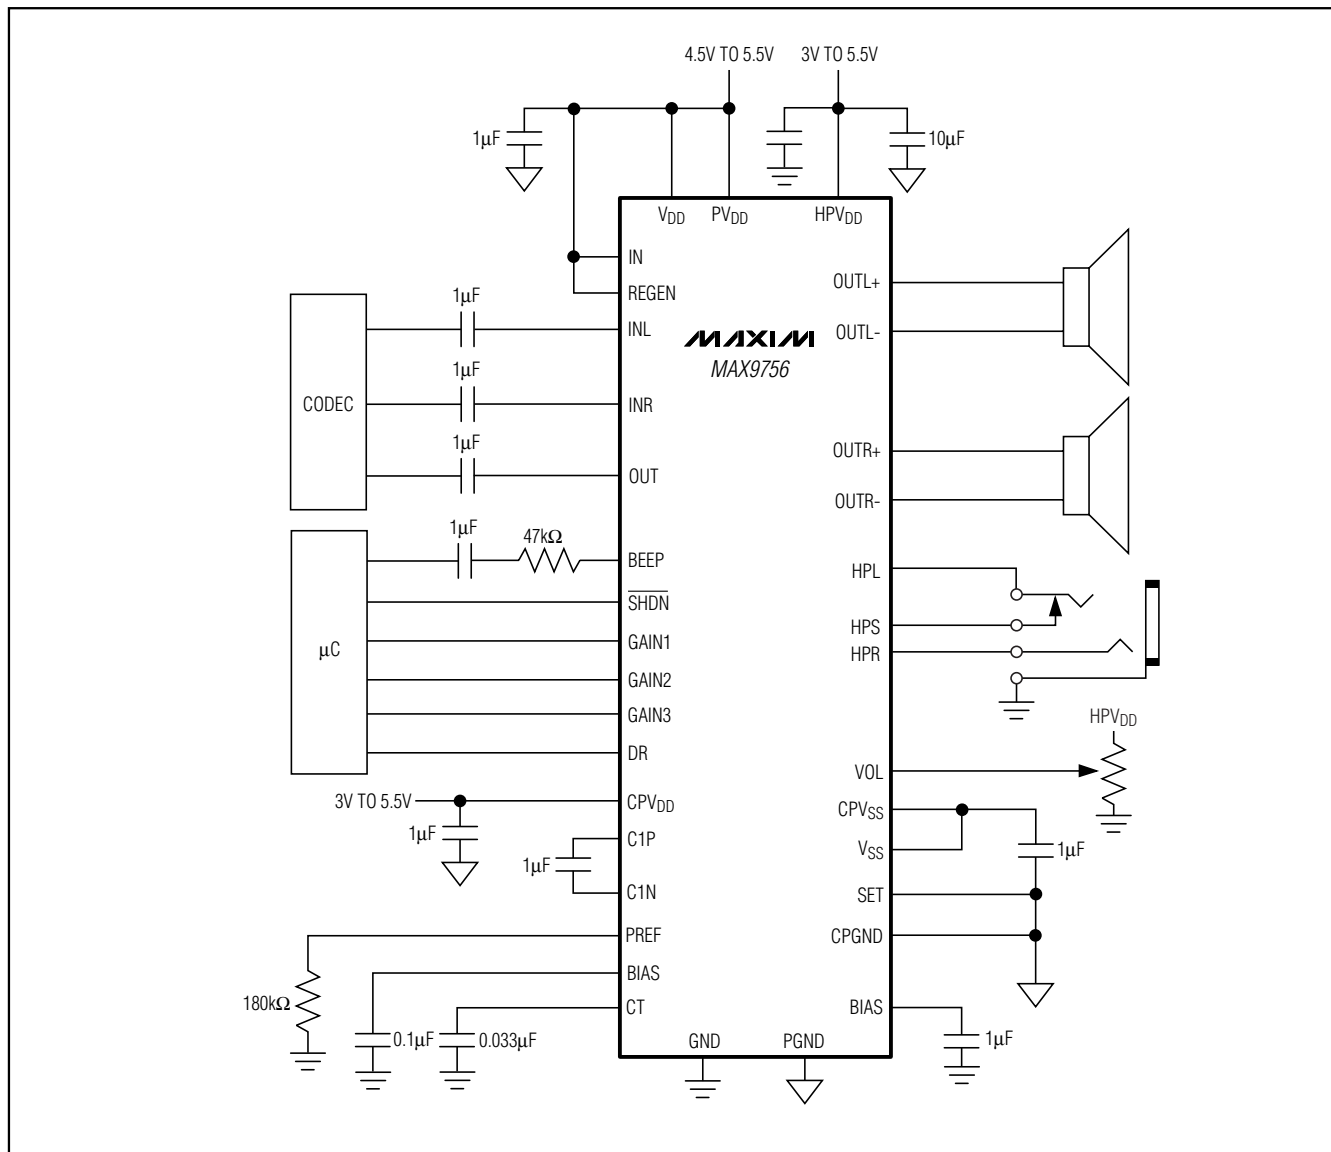 4.5V TO 5.5V
3V TO 5.5V
1µF
10µF
VDD
PVDD
HPVDD
IN
REGEN
OUTL+
1µF
INL
OUTL-
MAXIM
MAX9756
1µF
CODEC
INR
1µF
OUTR+
OUT
OUTR-
1µF
47kΩ
BEEP
HPL
SHDN
HPS
µC
GAIN1
HPR
GAIN2
GAIN3
HPVDD
DR
VOL
3V TO 5.5V
CPVDD
CPVSS
1µF
C1P
VSS
1µF
1µF
C1N
SET
PREF
CPGND
BIAS
180kΩ
CT
BIAS
0.1µF
0.033µF
GND
PGND
1µF